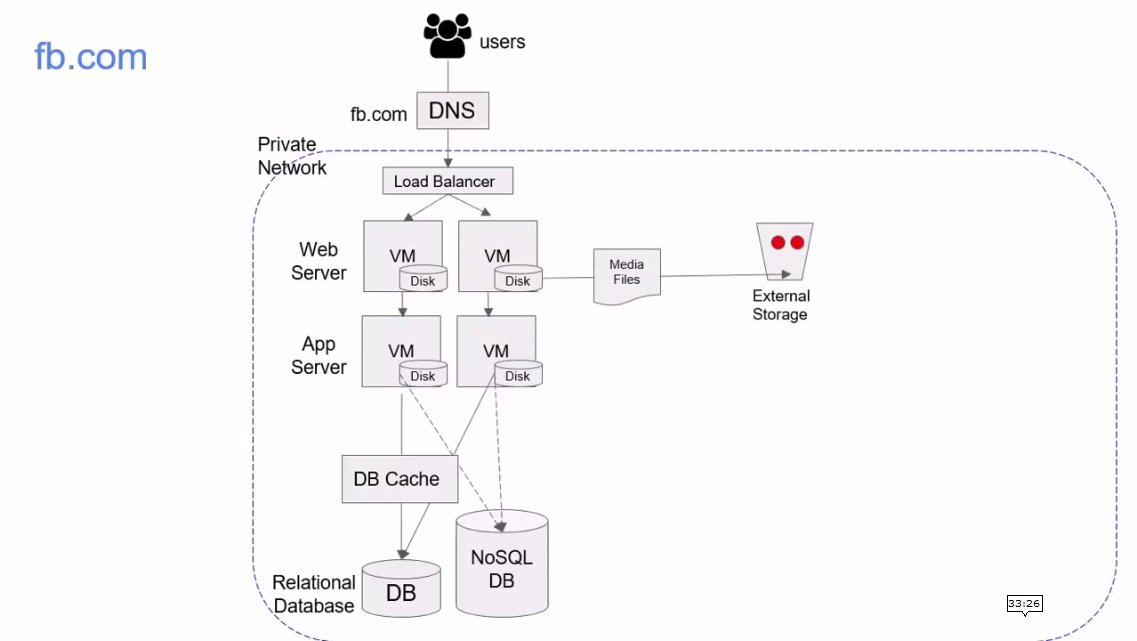 fb.com
users
fb.com
DNS
Private
Network
Load Balancer
Web
Server
VM
Disk
VM
Disk
Media
Files
External
Storage
App
Server
VM
Disk
VM
Disk
DB Cache
NoSQL
DB
Relational
Database
DB
33:26